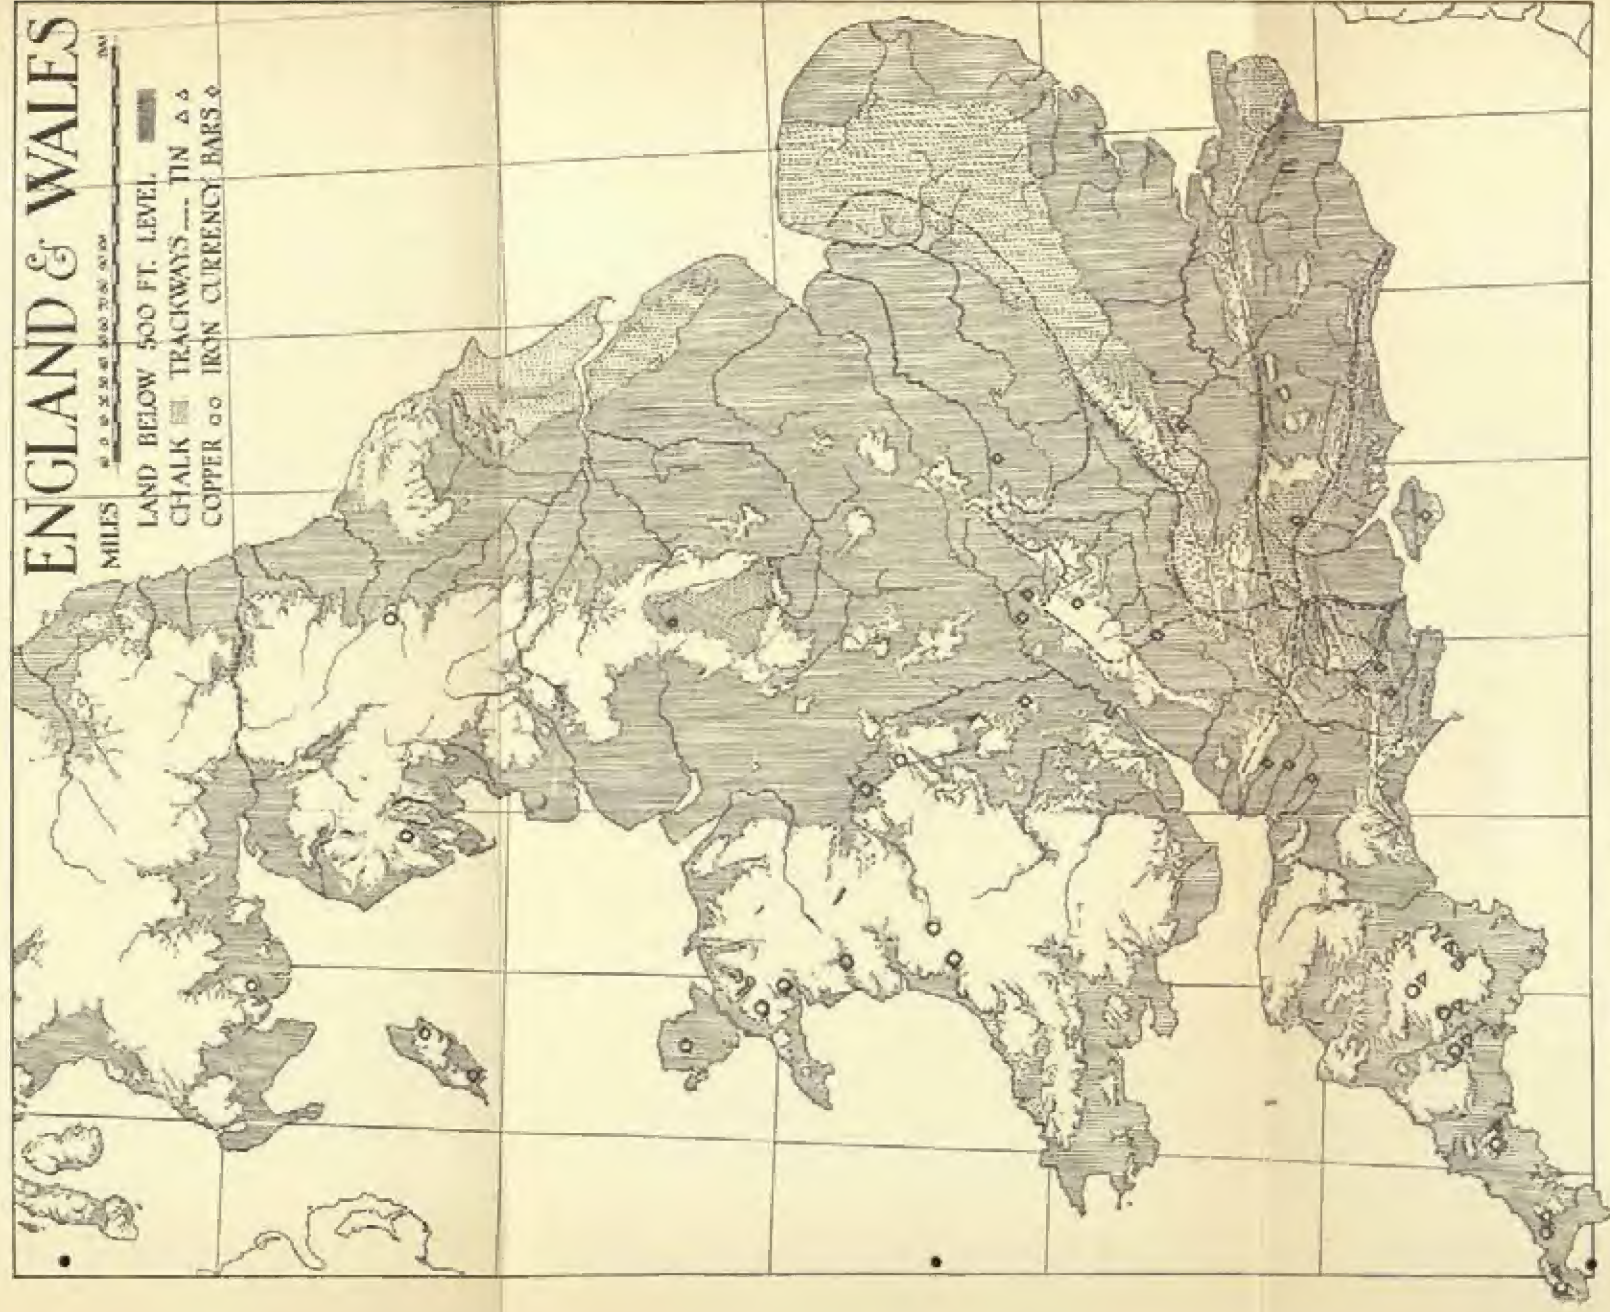 ENGLAND & WALES
MILES
LAND BELOW 500 FT. LEVEL
CHALK TRACKWAYS TIN
COPPER IRON CURRENCY BARS